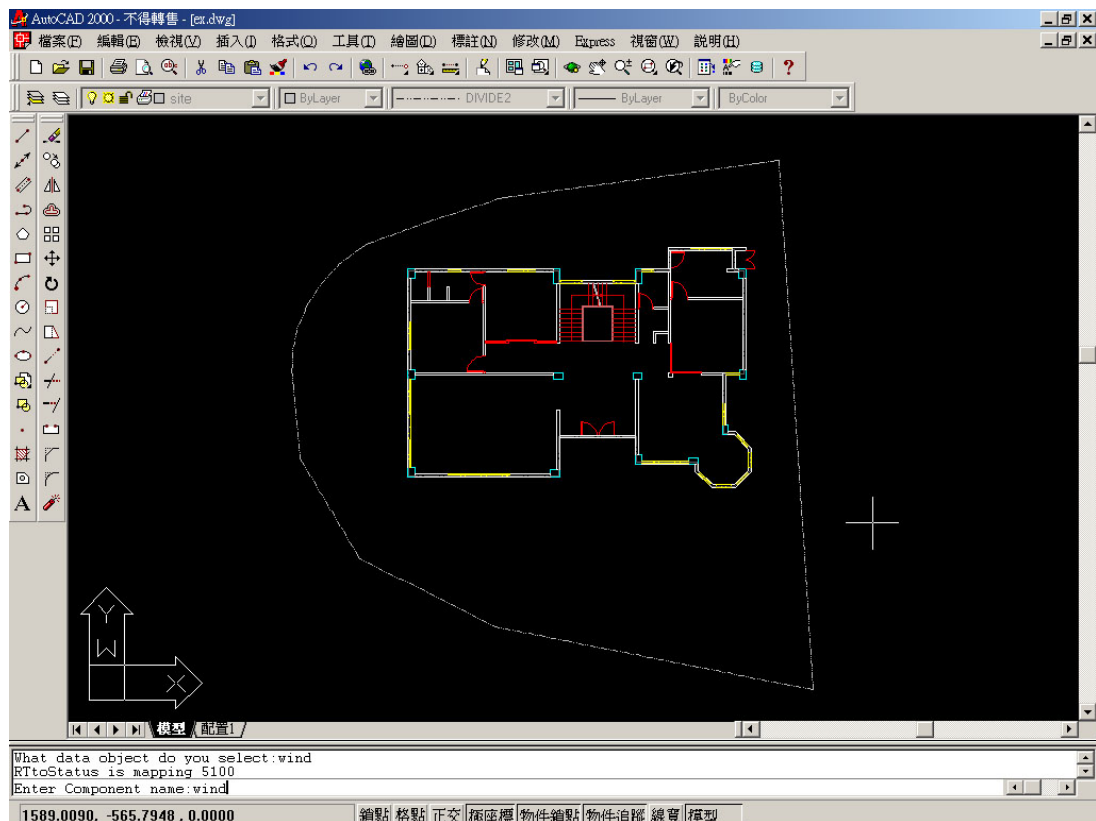 AutoCAD 2000 - 不得轉售 - [ex.dwg]
檔案(F) 編輯(E) 檢視(V) 插入(I) 格式(O) 工具(T) 繪圖(D) 標註(N) 修改(M) Express 視窗(W) 說明(H)
site ByLayer DIVIDE2 ByLayer ByColor
A
Y
W
X
模型 配置1
What data object do you select:wind
RTtoStatus is mapping 5100
Enter Component name:wind
1589.0090, -565.7948 , 0.0000 鎖點 格點 正交 極座標 物件鎖點 物件追蹤 線寬 模型